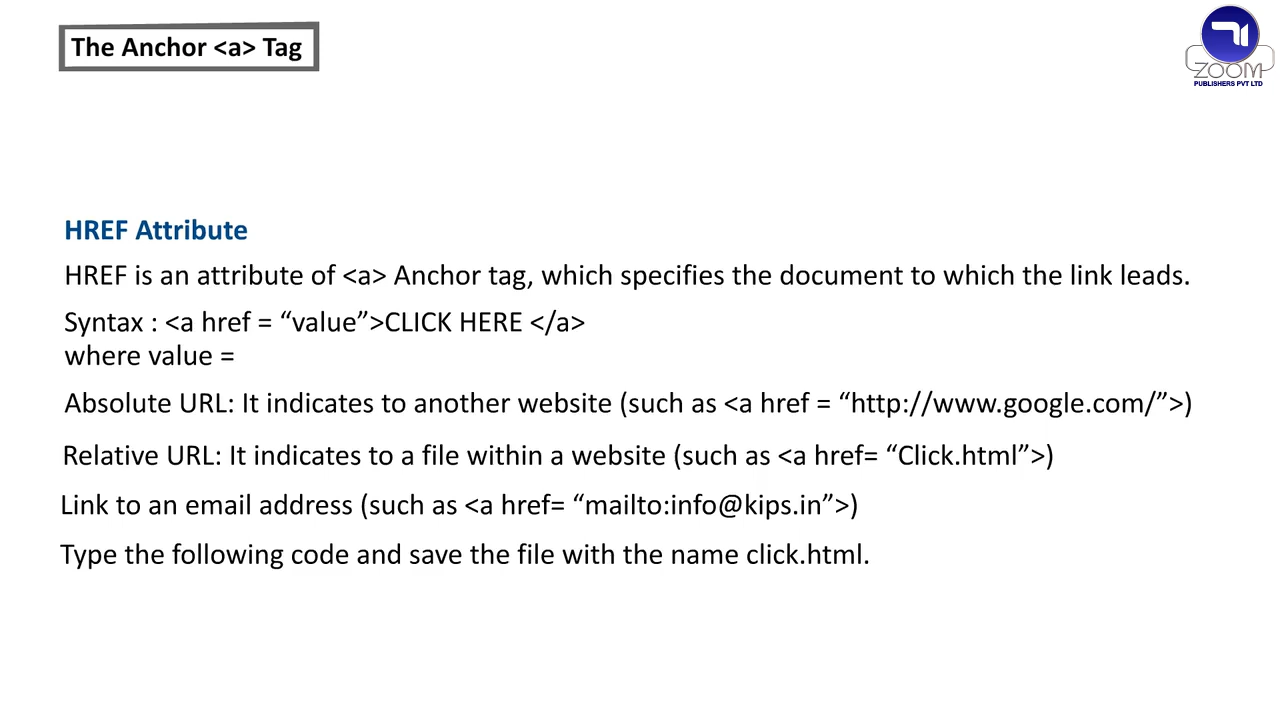 The Anchor <a> Tag
ZOOM
PUBLISHERS PVT LTD
HREF Attribute
HREF is an attribute of <a> Anchor tag, which specifies the document to which the link leads.
Syntax : <a href = “value”>CLICK HERE </a>
where value =
Absolute URL: It indicates to another website (such as <a href = “http://www.google.com/”>)
Relative URL: It indicates to a file within a website (such as <a href= “Click.html”>)
Link to an email address (such as <a href= “mailto:info@kips.in”>)
Type the following code and save the file with the name click.html.